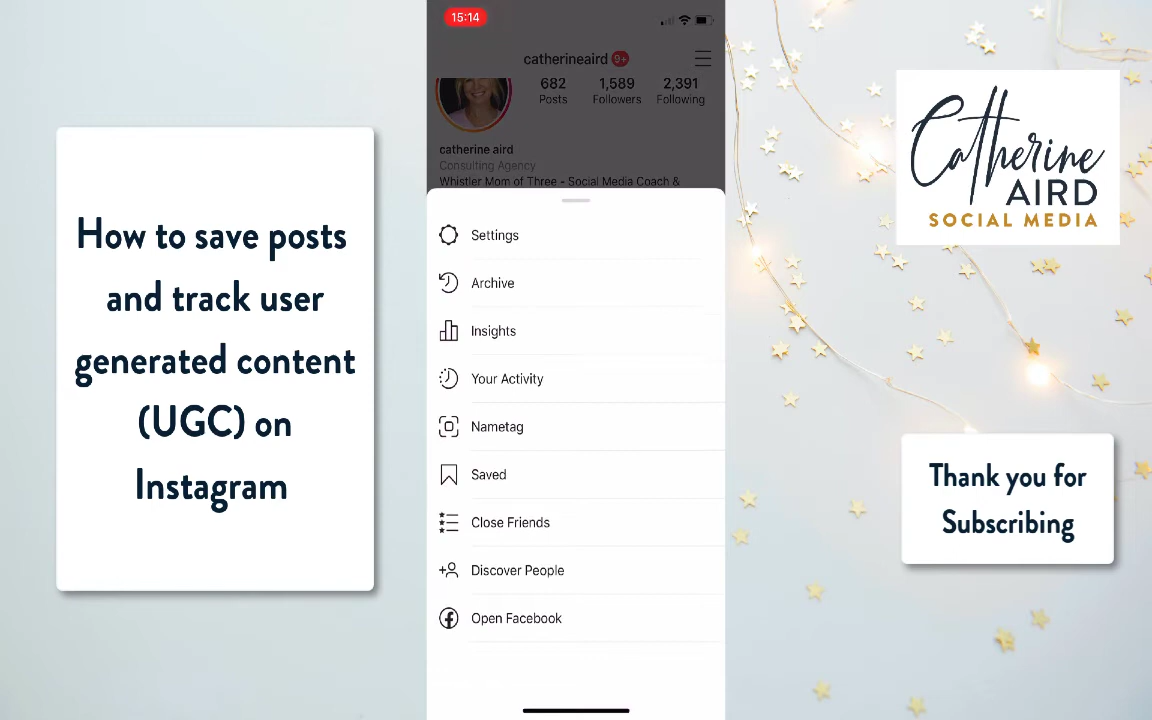 How to save posts
and track user
generated content
(UGC) on
Instagram
15:14
catherineaird 9+
682 1,589 2,391
Posts Followers Following
catherine aird
Consulting Agency
Whistler Mom of Three - Social Media Coach &
Settings
Archive
Insights
Your Activity
Nametag
Saved
Close Friends
Discover People
Open Facebook
Catherine
AIRD
SOCIAL MEDIA
Thank you for
Subscribing